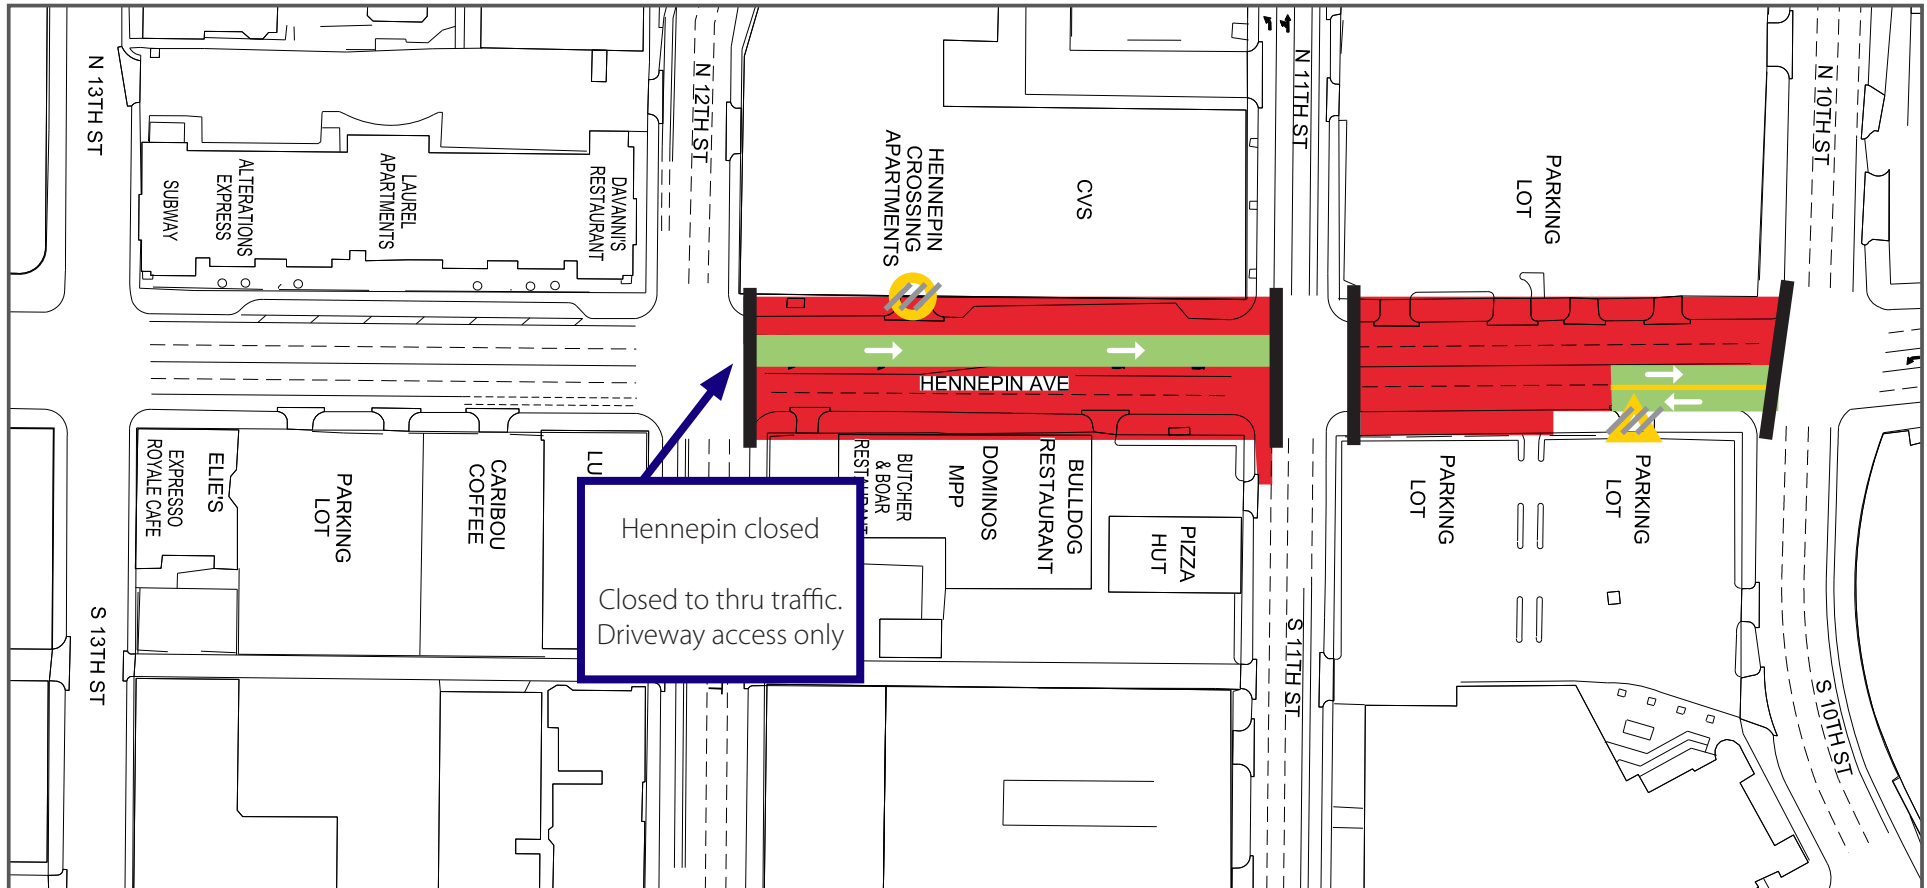 N 13TH ST
N 12TH ST
N 11TH ST
N 10TH ST
SUBWAY
ALTERATIONS
EXPRESS
LAUREL
APARTMENTS
DAVANNI'S
RESTAURANT
HENNEPIN
CROSSING
APARTMENTS
CVS
PARKING
LOT
HENNEPIN AVE
ELIE'S
EXPRESSO
ROYALE CAFE
PARKING
LOT
CARIBOU
COFFEE
LU
BUTCHER
& BOAR
RESTAURANT
MPP
DOMINOS
BULLDOG
RESTAURANT
PIZZA
HUT
PARKING
LOT
PARKING
LOT
Hennepin closed
Closed to thru traffic.
Driveway access only
S 13TH ST
T
S 11TH ST
S 10TH ST